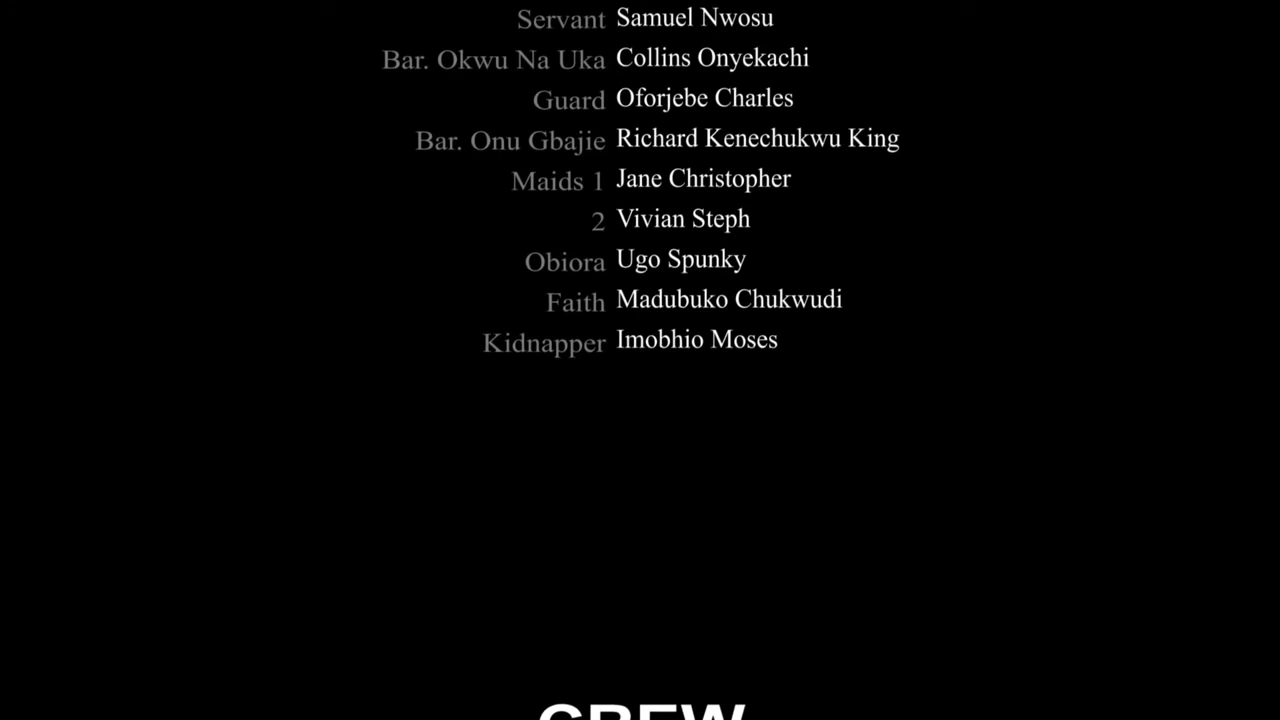 Servant Samuel Nwosu
Bar. Okwu Na Uka Collins Onyekachi
Guard Oforjebe Charles
Bar. Onu Gbajie Richard Kenechukwu King
Maids 1 Jane Christopher
2 Vivian Steph
Obiora Ugo Spunky
Faith Madubuko Chukwudi
Kidnapper Imobhio Moses
CREW